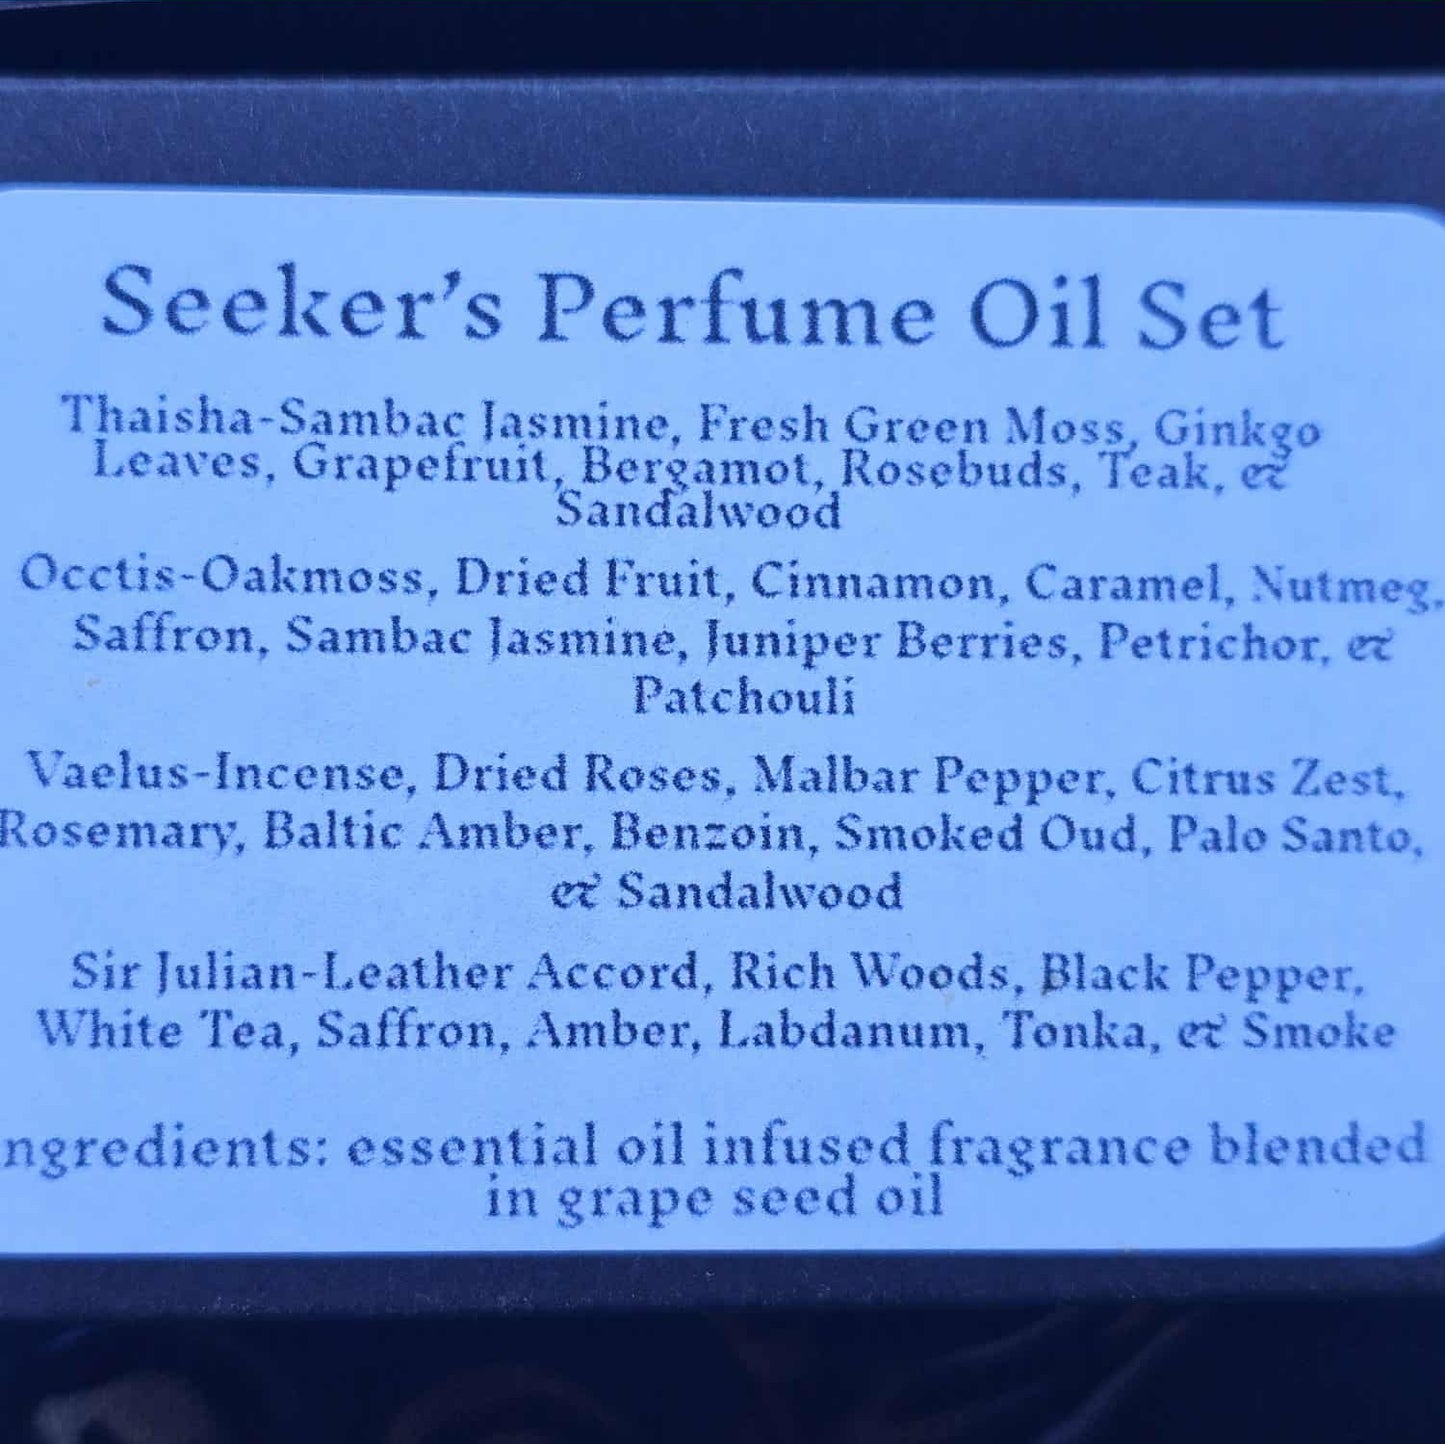 Seeker's Perfume Oil Set
Thaisha-Sambac Jasmine, Fresh Green Moss, Ginkgo
Leaves, Grapefruit, Bergamot, Rosebuds, Teak, &
Sandalwood
Occtis-Oakmoss, Dried Fruit, Cinnamon, Caramel, Nutmeg,
Saffron, Sambac Jasmine, Juniper Berries, Petrichor, &
Patchouli
Vaelus-Incense, Dried Roses, Malbar Pepper, Citrus Zest,
Rosemary, Baltic Amber, Benzoin, Smoked Oud, Palo Santo,
& Sandalwood
Sir Julian-Leather Accord, Rich Woods, Black Pepper,
White Tea, Saffron, Amber, Labdanum, Tonka, & Smoke
ngredients: essential oil infused fragrance blended
in grape seed oil